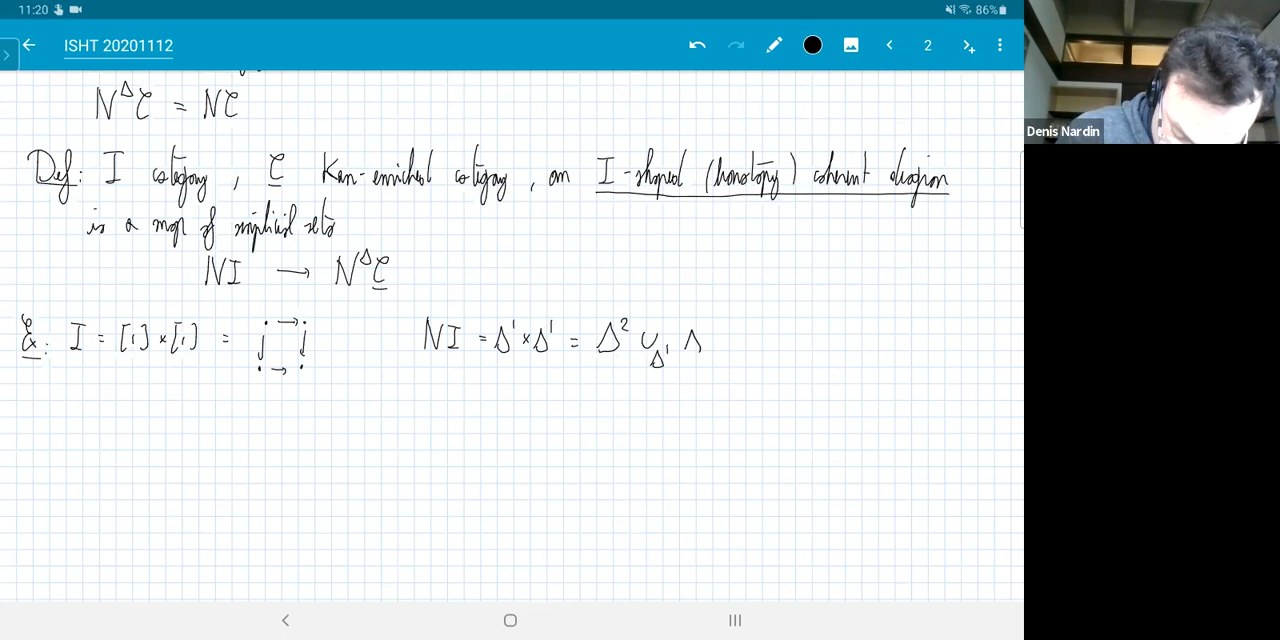 11:20 86%
ISHT 20201112 2
N^Δ C = NC
Denis Nardin
Def: I category, C Kan-enriched category, an I-shaped (homotopy) coherent diagram
is a map of simplicial sets
NI → N^Δ C
Ex: I = [1] × [1] = NI = Δ^1 × Δ^1 = Δ^2 ∪_Δ^1 Δ